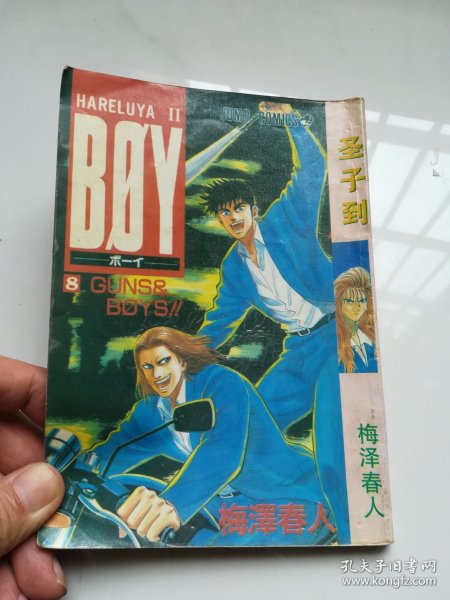 HARELUYA II
BØY
ボーイ
8 GUNS&
BØYS!!
JUMP COMICS
梅澤春人
圣子到
梅泽春人
孔夫子旧书网
www.kongfz.com